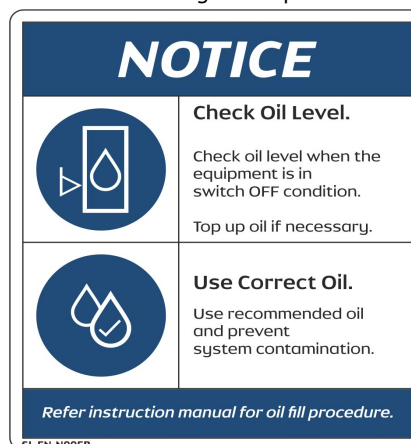 NOTICE
Check Oil Level.
Check oil level when the
equipment is in
switch OFF condition.
Top up oil if necessary.
Use Correct Oil.
Use recommended oil
and prevent
system contamination.
Refer instruction manual for oil fill procedure.